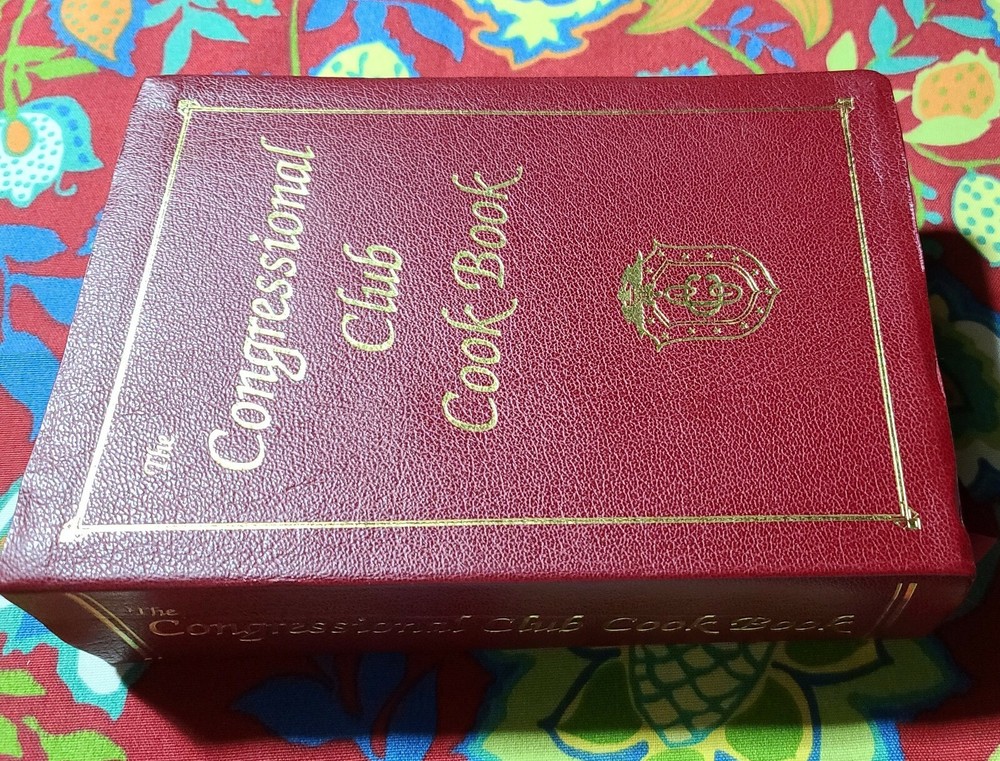 The
Congressional
Club
Cook Book
The
Congressional Club Cook Book